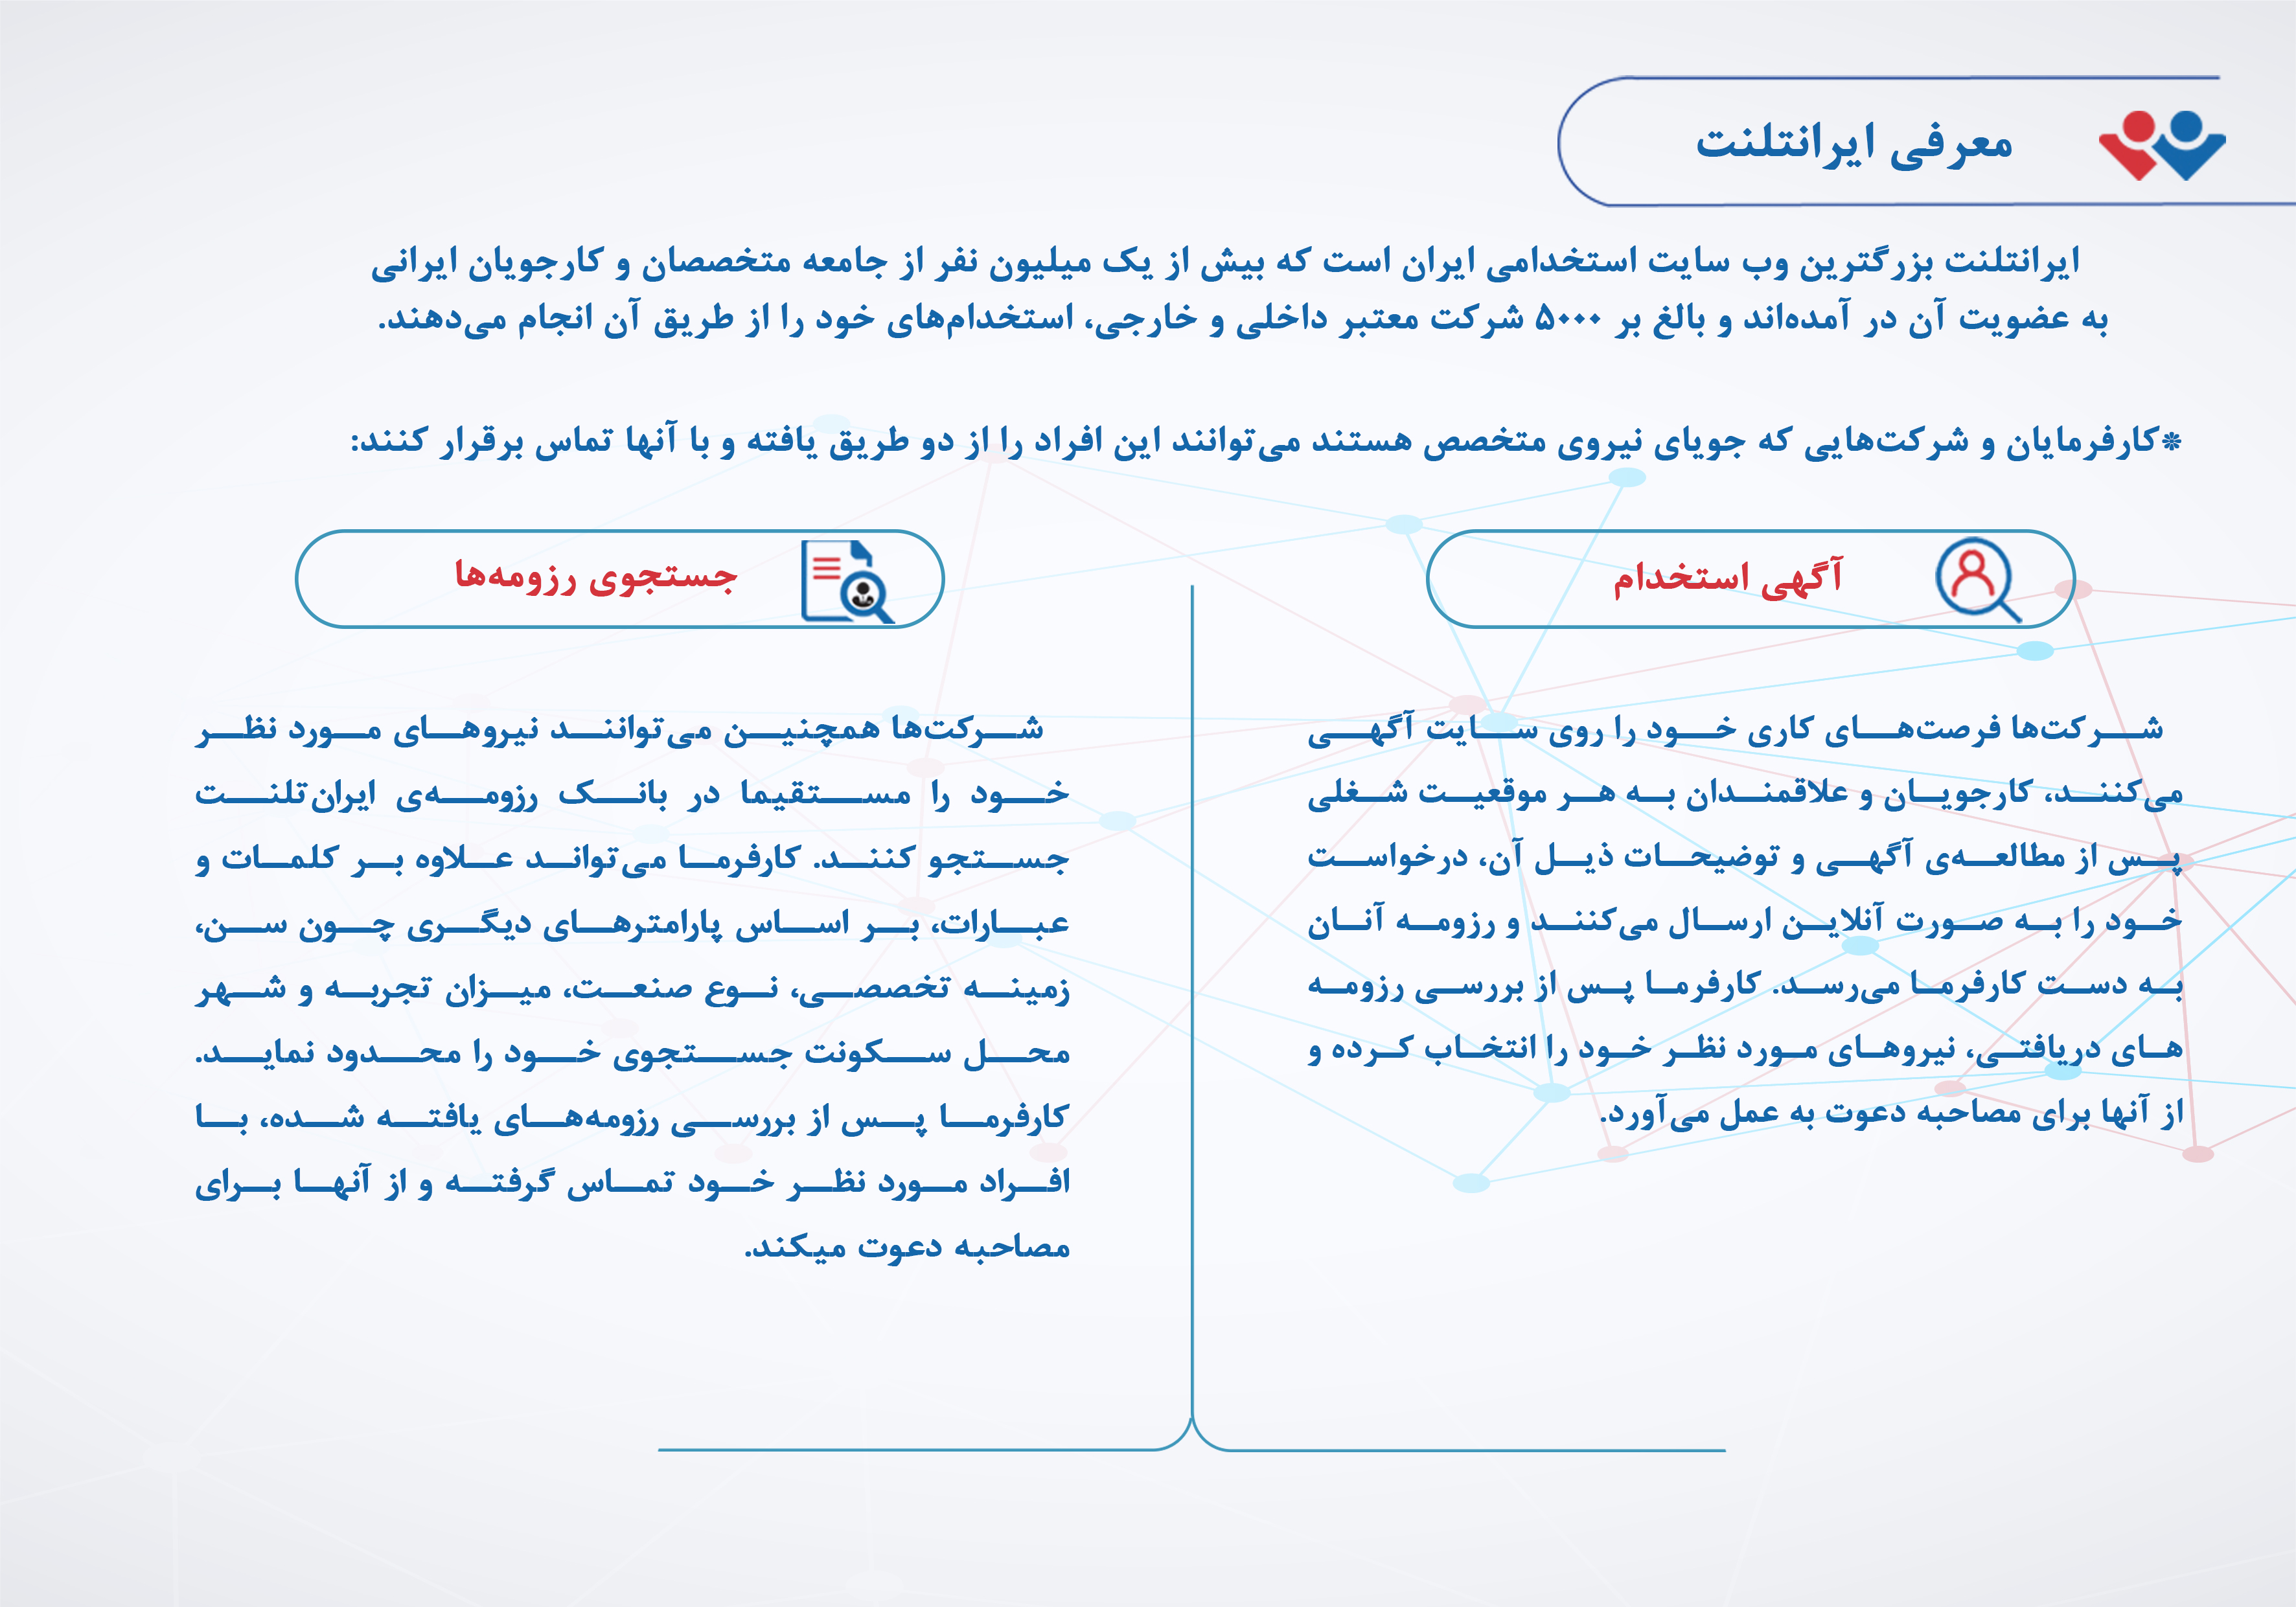 معرفی ایرانتلنت
ایرانتلنت بزرگترین وب سایت استخدامی ایران است که بیش از یک میلیون نفر از جامعه متخصصان و کارجویان ایرانی
به عضویت آن در آمده‌اند و بالغ بر ۵۰۰۰ شرکت معتبر داخلی و خارجی، استخدام‌های خود را از طریق آن انجام می‌دهند.
*کارفرمایان و شرکت‌هایی که جویای نیروی متخصص هستند می‌توانند این افراد را از دو طریق یافته و با آنها تماس برقرار کنند:
آگهی استخدام
شرکت‌ها فرصت‌های کاری خود را روی سایت آگهی
می‌کنند، کارجویان و علاقمندان به هر موقعیت شغلی
پس از مطالعه‌ی آگهی و توضیحات ذیل آن، درخواست
خود را به صورت آنلاین ارسال می‌کنند و رزومه آنان
به دست کارفرما می‌رسد. کارفرما پس از بررسی رزومه
های دریافتی، نیروهای مورد نظر خود را انتخاب کرده و
از آنها برای مصاحبه دعوت به عمل می‌آورد.
جستجوی رزومه‌ها
شرکت‌ها همچنین می‌توانند نیروهای مورد نظر
خود را مستقیما در بانک رزومه‌ی ایران‌تلنت
جستجو کنند. کارفرما می‌تواند علاوه بر کلمات و
عبارات، بر اساس پارامترهای دیگری چون سن،
زمینه تخصصی، نوع صنعت، میزان تجربه و شهر
محل سکونت جستجوی خود را محدود نماید.
کارفرما پس از بررسی رزومه‌های یافته شده، با
افراد مورد نظر خود تماس گرفته و از آنها برای
مصاحبه دعوت میکند.